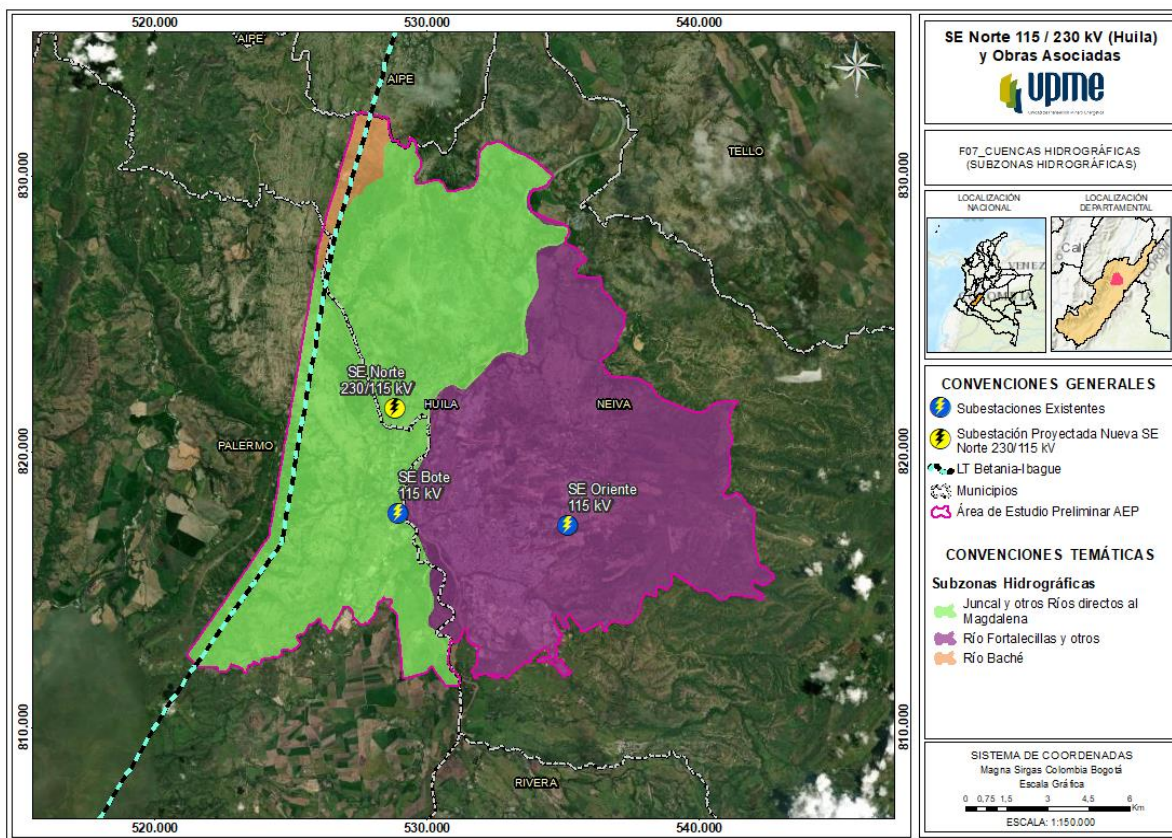 520.000
530.000
540.000
AIPE
AIPE
TELLO
830.000
830.000
SE Norte
230/115 kV
HUILA
NEIVA
PALERMO
820.000
820.000
SE Bote
115 kV
SE Oriente
115 kV
810.000
810.000
RIVERA
520.000
530.000
540.000
SE Norte 115 / 230 kV (Huila)
y Obras Asociadas
upme
F07_CUENCAS HIDROGRÁFICAS
(SUBZONAS HIDROGRÁFICAS)
LOCALIZACIÓN
NACIONAL
LOCALIZACIÓN
DEPARTAMENTAL
VENEZ
Cali
CONVENCIONES GENERALES
Subestaciones Existentes
Subestación Proyectada Nueva SE
Norte 230/115 kV
LT Betania-Ibague
Municipios
Área de Estudio Preliminar AEP
CONVENCIONES TEMÁTICAS
Subzonas Hidrográficas
Juncal y otros Ríos directos al
Magdalena
Río Fortalecillas y otros
Río Baché
SISTEMA DE COORDENADAS
Magna Sirgas Colombia Bogotá
Escala Gráfica
0 0,75 1,5 3 4,5 6
Km
ESCALA: 1:150.000